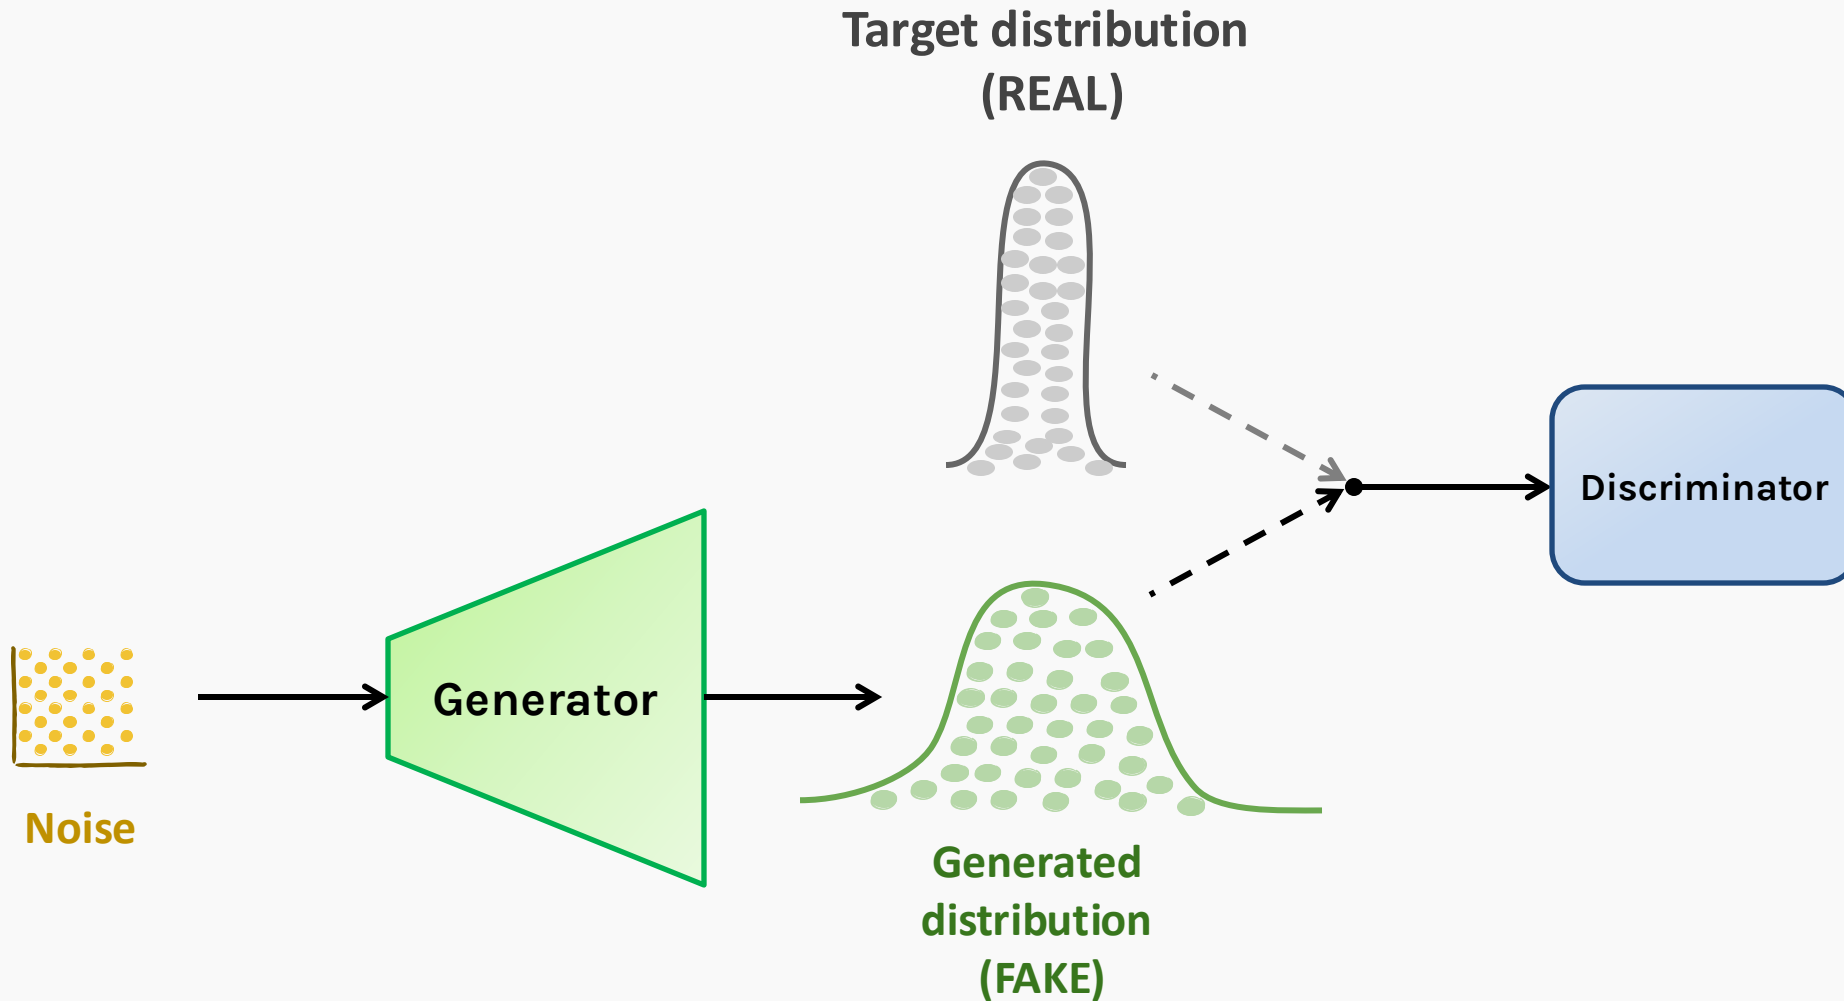 Target distribution
(REAL)
Discriminator
Generator
Noise
Generated
distribution
(FAKE)